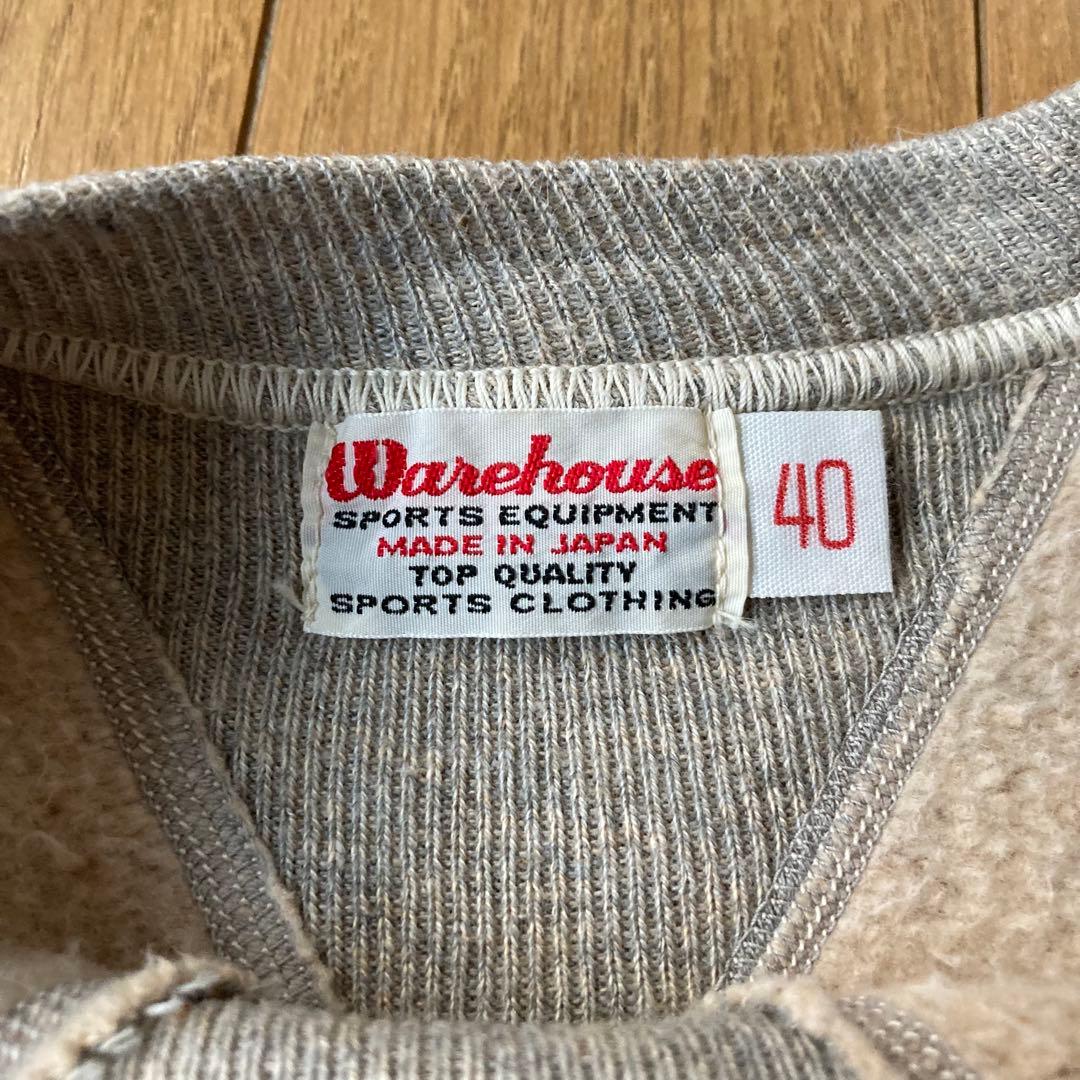 Warehouse
SPORTS EQUIPMENT
MADE IN JAPAN
TOP QUALITY
SPORTS CLOTHING
40